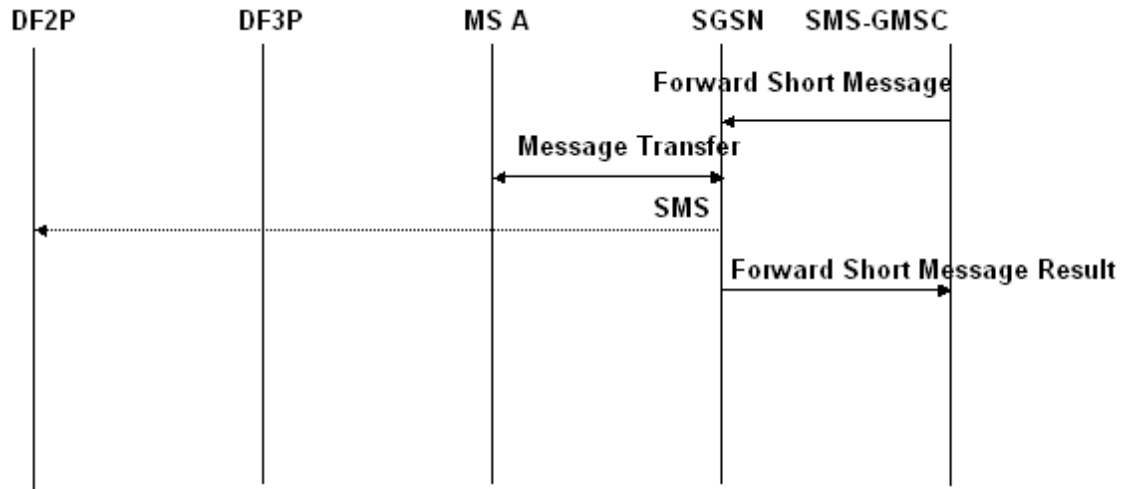 DF2P DF3P MS A SGSN SMS-GMSC
Forward Short Message
Message Transfer
SMS
Forward Short Message Result